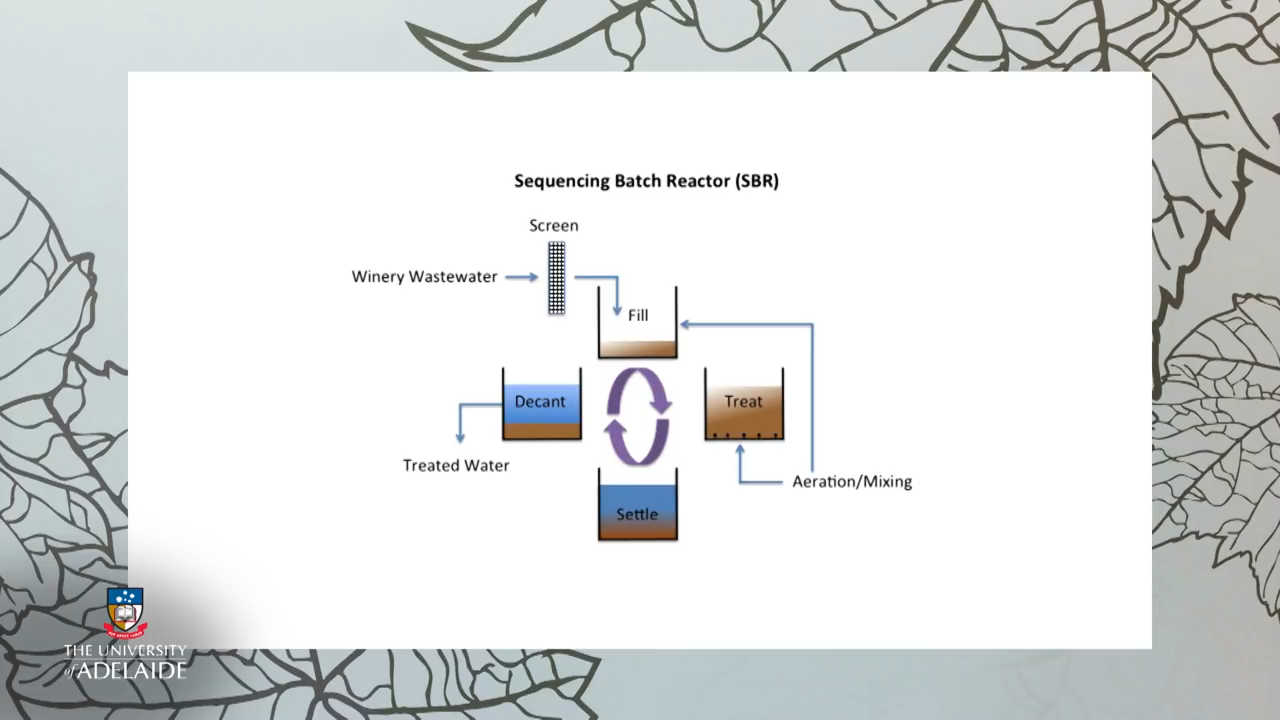 Sequencing Batch Reactor (SBR)
Screen
Winery Wastewater
Fill
Decant
Treat
Treated Water
Aeration/Mixing
Settle
THE UNIVERSITY
of ADELAIDE